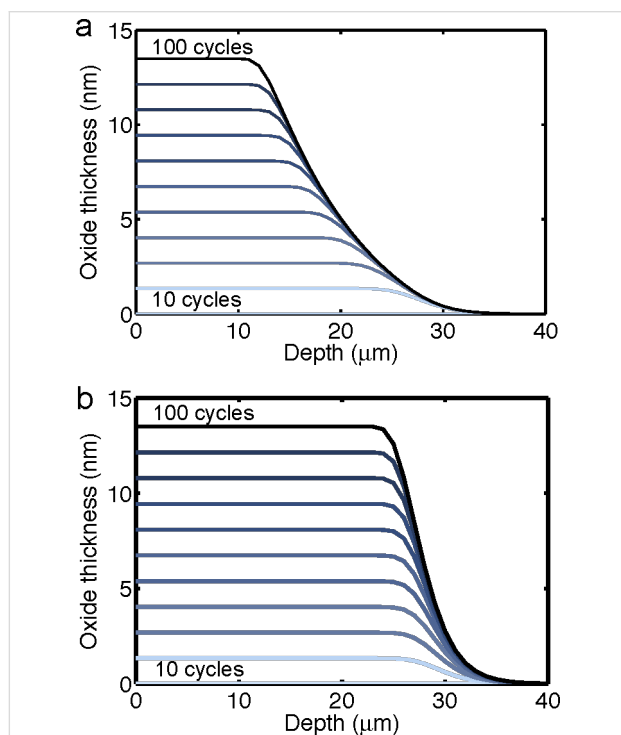 a
15
100 cycles
10
5
10 cycles
0
0 10 20 30 40
Oxide thickness (nm)
Depth (μm)
b
15
100 cycles
10
5
10 cycles
0
0 10 20 30 40
Oxide thickness (nm)
Depth (μm)